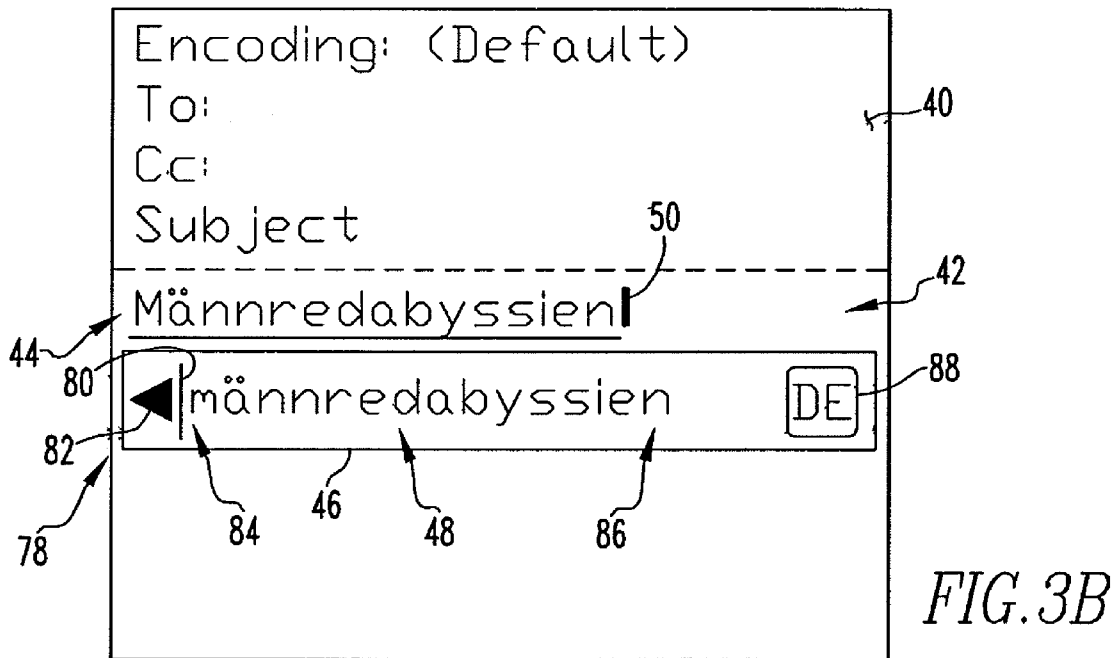 Encoding: (Default)
To:
Cc:
Subject
40
50
42
Männredabyssien
44
80
männredabyssien DE
88
82
78
84
46
48
86
FIG.3B